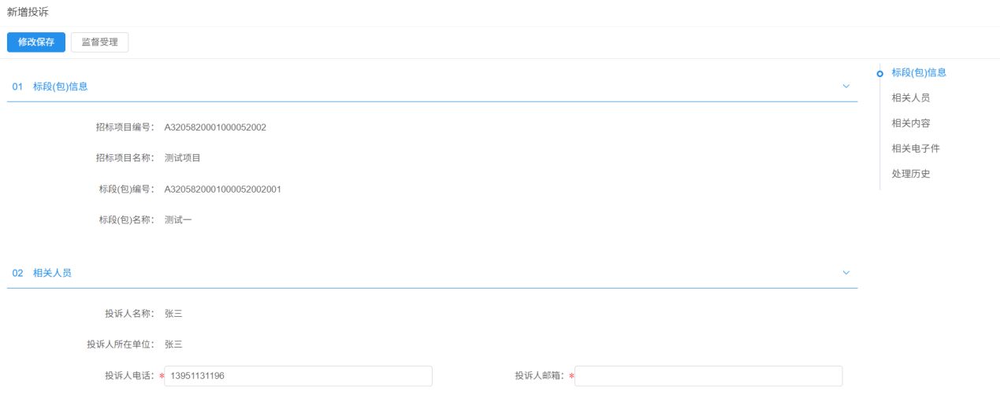 新增投诉
修改保存 监督受理
01 标段(包)信息
招标项目编号： A3205820001000052002
招标项目名称： 测试项目
标段(包)编号： A3205820001000052002001
标段(包)名称： 测试一
02 相关人员
投诉人名称： 张三
投诉人所在单位： 张三
投诉人电话：* 13951131196 投诉人邮箱：*
标段(包)信息
相关人员
相关内容
相关电子件
处理历史